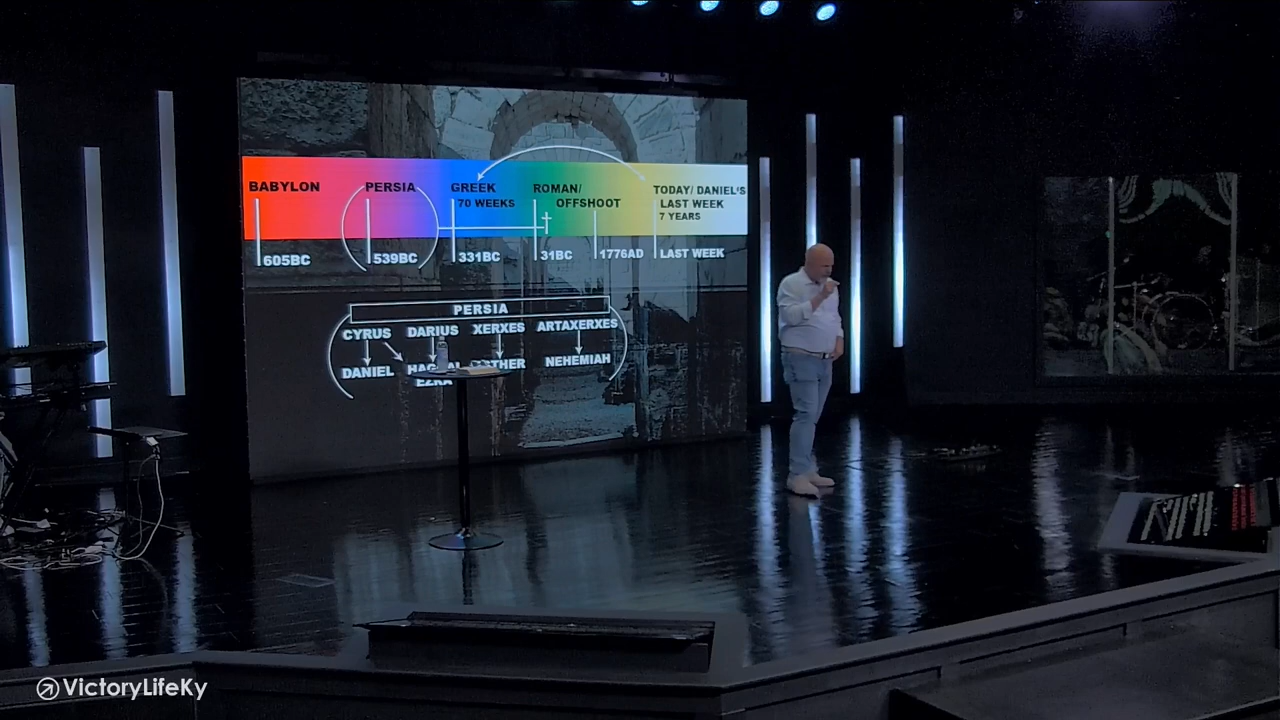 BABYLON
PERSIA
GREEK
70 WEEKS
ROMAN/
OFFSHOOT
TODAY/ DANIEL'S
LAST WEEK
7 YEARS
605BC
539BC
331BC
31BC
1776AD
LAST WEEK
PERSIA
CYRUS DARIUS XERXES ARTAXERXES
DANIEL NEHEMIAH
VictoryLifeKy